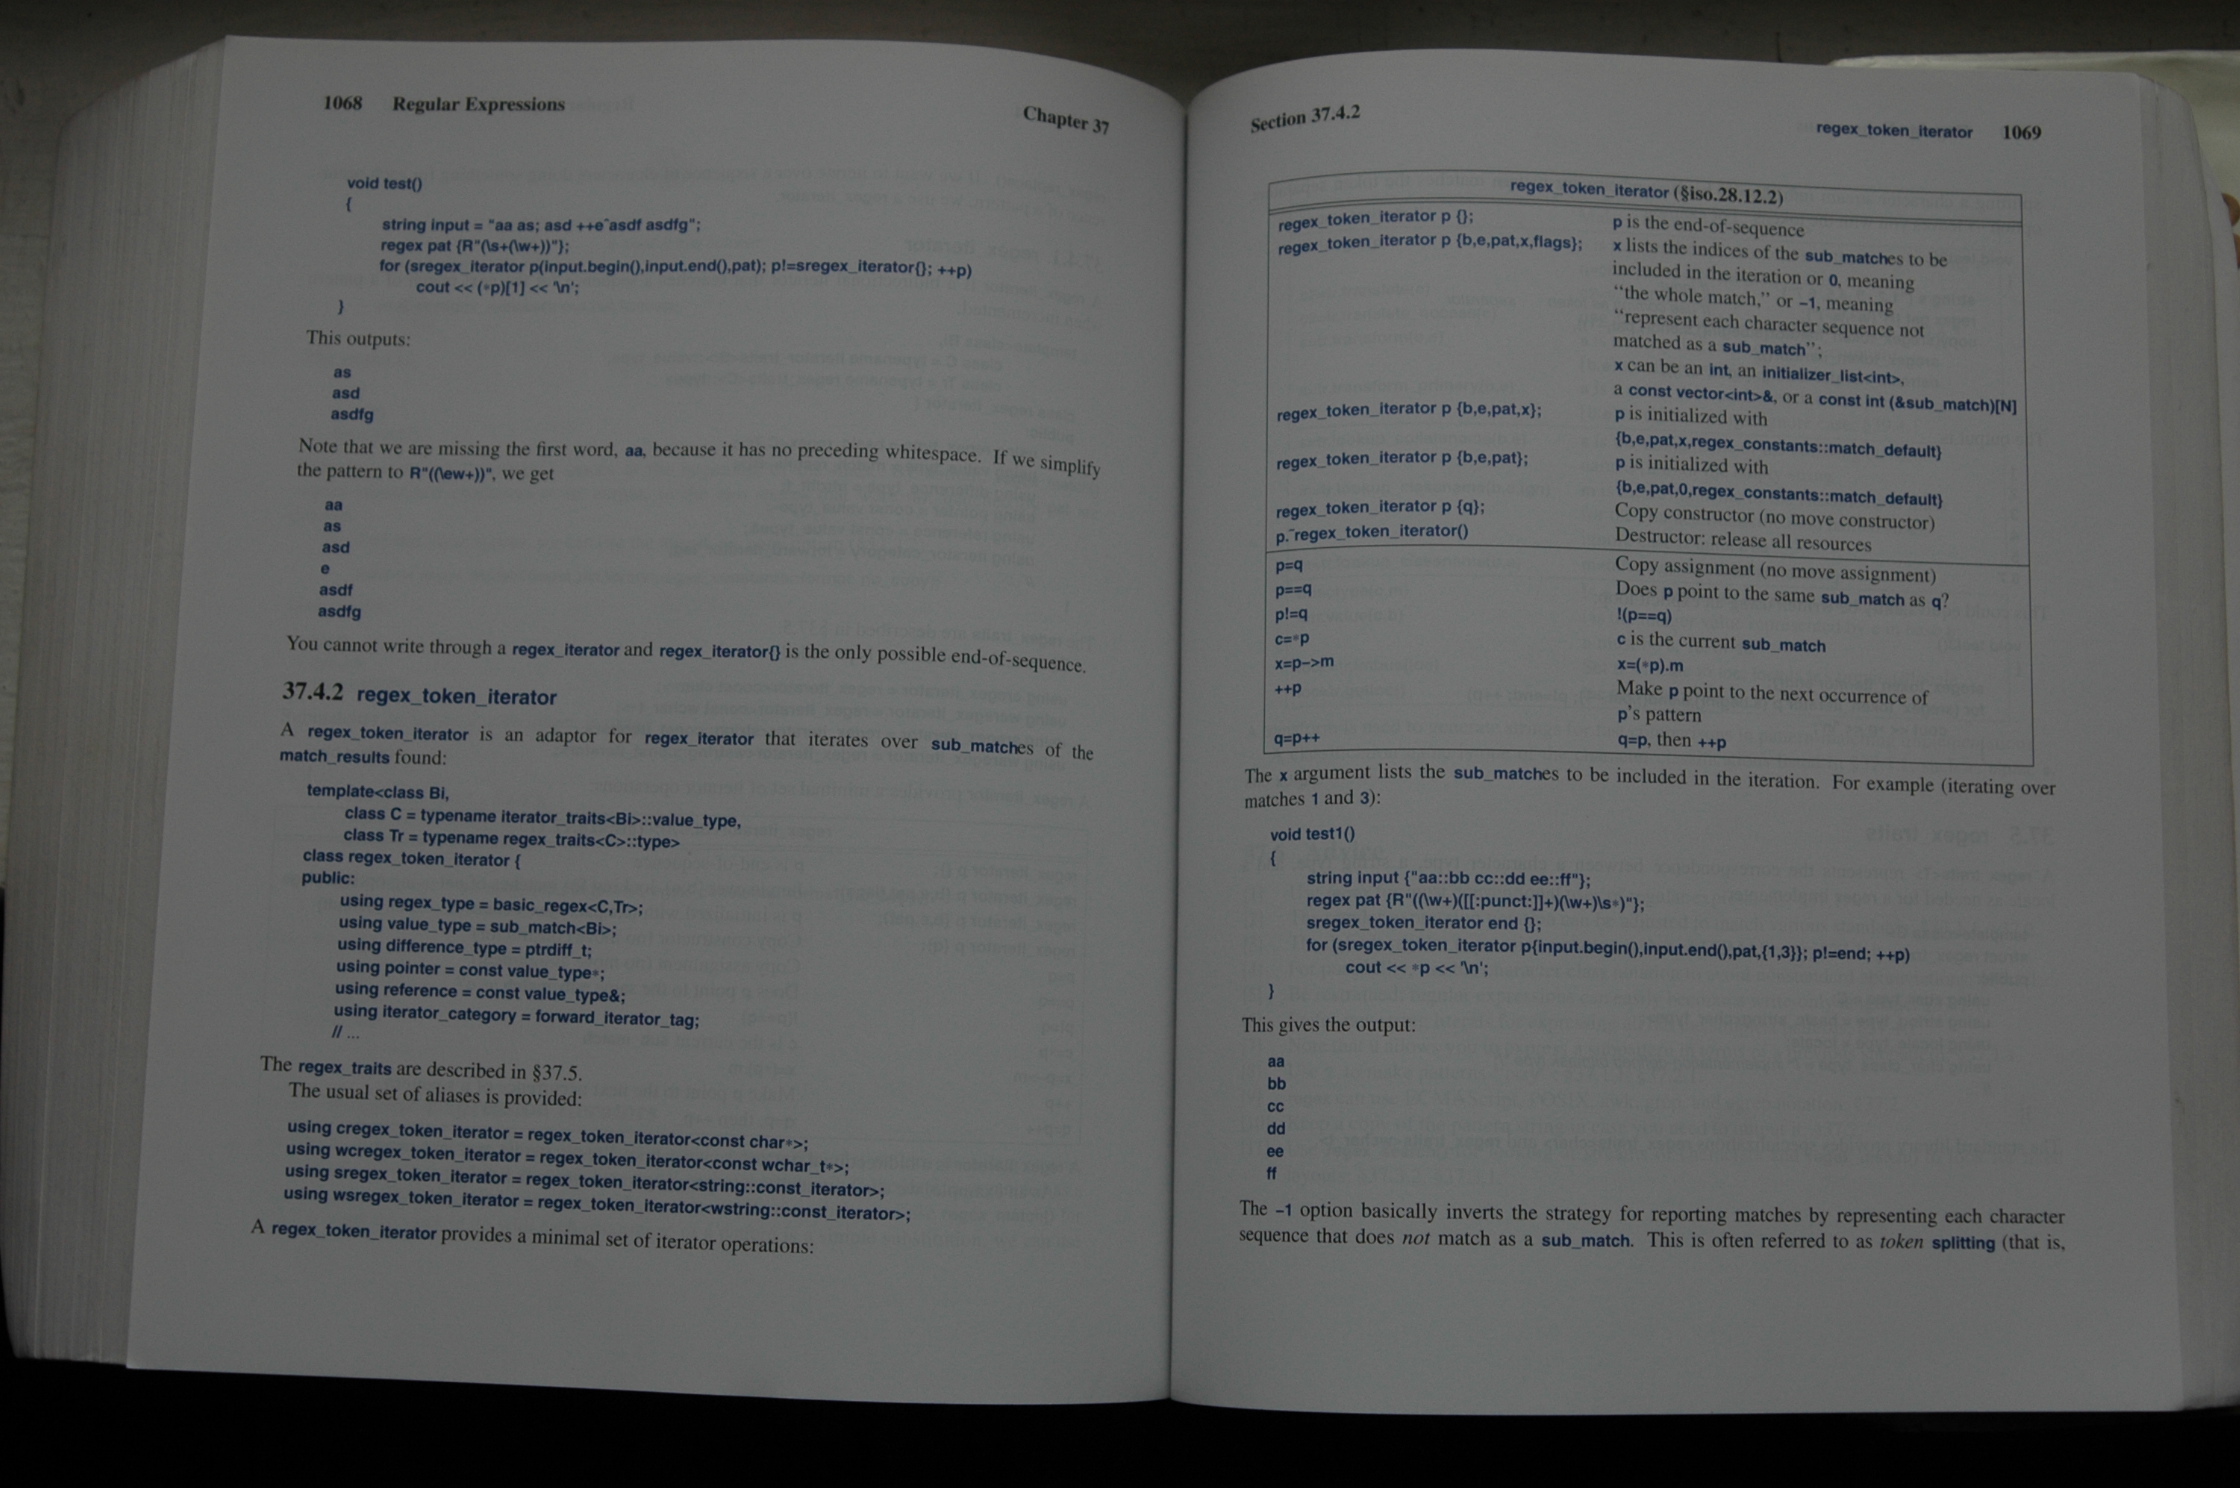 1068 Regular Expressions Chapter 37
void test()
{
string input = "aa as; asd ++e^asdf asdfg";
regex pat {R"(\s+(\w+))"};
for (sregex_iterator p(input.begin(),input.end(),pat); p!=sregex_iterator{}; ++p)
cout << (*p)[1] << '\n';
}
This outputs:
as
asd
asdfg
Note that we are missing the first word, aa, because it has no preceding whitespace. If we simplify
the pattern to R"((\ew+))", we get
aa
as
asd
e
asdf
asdfg
You cannot write through a regex_iterator and regex_iterator{} is the only possible end-of-sequence.
37.4.2 regex_token_iterator
A regex_token_iterator is an adaptor for regex_iterator that iterates over sub_matches of the
match_results found:
template<class Bi,
class C = typename iterator_traits<Bi>::value_type,
class Tr = typename regex_traits<C>::type>
class regex_token_iterator {
public:
using regex_type = basic_regex<C,Tr>;
using value_type = sub_match<Bi>;
using difference_type = ptrdiff_t;
using pointer = const value_type*;
using reference = const value_type&;
using iterator_category = forward_iterator_tag;
// ...
The regex_traits are described in §37.5.
The usual set of aliases is provided:
using cregex_token_iterator = regex_token_iterator<const char*>;
using wcregex_token_iterator = regex_token_iterator<const wchar_t*>;
using sregex_token_iterator = regex_token_iterator<string::const_iterator>;
using wsregex_token_iterator = regex_token_iterator<wstring::const_iterator>;
A regex_token_iterator provides a minimal set of iterator operations:
Section 37.4.2 regex_token_iterator 1069
regex_token_iterator (§iso.28.12.2)
regex_token_iterator p {}; p is the end-of-sequence
regex_token_iterator p {b,e,pat,x,flags}; x lists the indices of the sub_matches to be
included in the iteration or 0, meaning
“the whole match,” or −1, meaning
“represent each character sequence not
matched as a sub_match”;
x can be an int, an initializer_list<int>,
a const vector<int>&, or a const int (&sub_match)[N]
regex_token_iterator p {b,e,pat,x}; p is initialized with
{b,e,pat,x,regex_constants::match_default}
regex_token_iterator p {b,e,pat}; p is initialized with
{b,e,pat,0,regex_constants::match_default}
regex_token_iterator p {q}; Copy constructor (no move constructor)
p.~regex_token_iterator() Destructor: release all resources
p=q Copy assignment (no move assignment)
p==q Does p point to the same sub_match as q?
p!=q !(p==q)
c=*p c is the current sub_match
x=p->m x=(*p).m
++p Make p point to the next occurrence of
p's pattern
q=p++ q=p, then ++p
The x argument lists the sub_matches to be included in the iteration. For example (iterating over
matches 1 and 3):
void test1()
{
string input {"aa::bb cc::dd ee::ff"};
regex pat {R"((\w+)([[:punct:]]+)(\w+)\s*)"};
sregex_token_iterator end {};
for (sregex_token_iterator p{input.begin(),input.end(),pat,{1,3}}; p!=end; ++p)
cout << *p << '\n';
}
This gives the output:
aa
bb
cc
dd
ee
ff
The −1 option basically inverts the strategy for reporting matches by representing each character
sequence that does not match as a sub_match. This is often referred to as token splitting (that is,